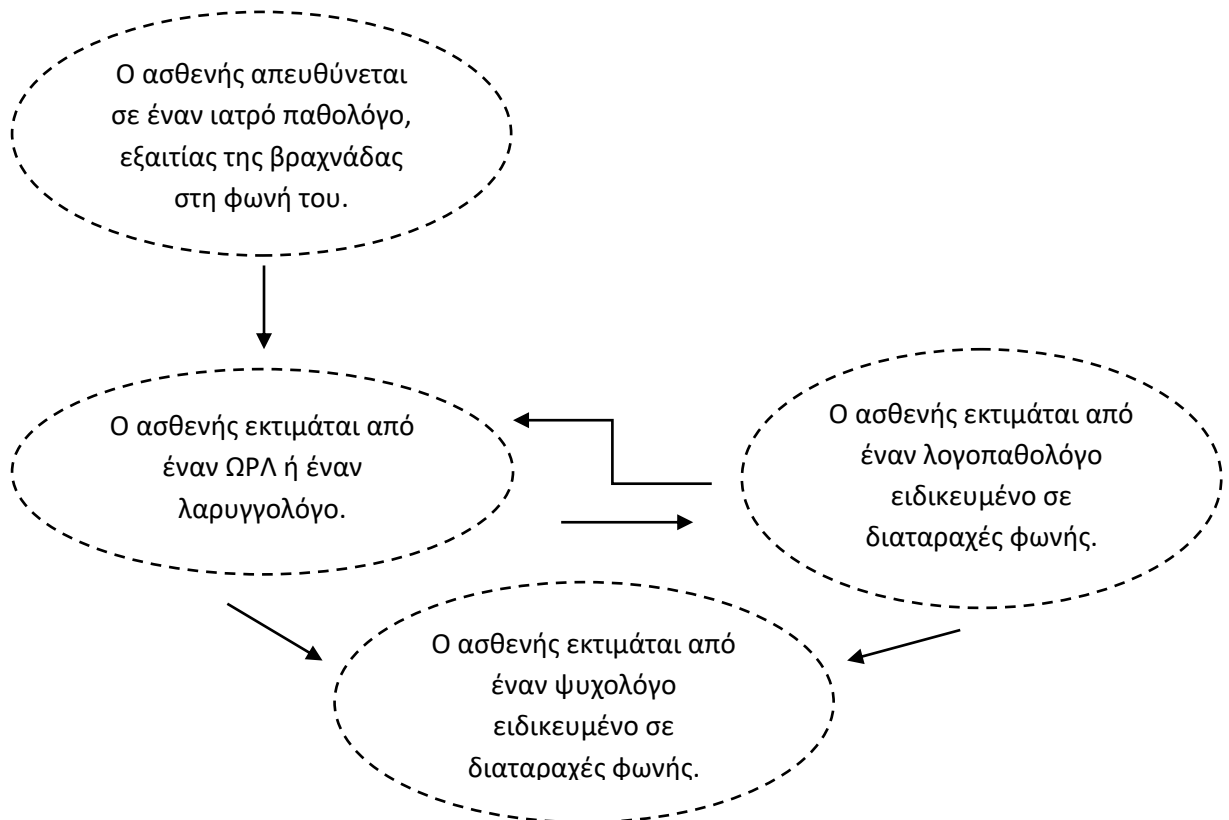 Ο ασθενής απευθύνεται
σε έναν ιατρό παθολόγο,
εξαιτίας της βραχνάδας
στη φωνή του.
Ο ασθενής εκτιμάται από
έναν ΩΡΛ ή έναν
λαρυγγολόγο.
Ο ασθενής εκτιμάται από
έναν λογοπαθολόγο
ειδικευμένο σε
διαταραχές φωνής.
Ο ασθενής εκτιμάται από
έναν ψυχολόγο
ειδικευμένο σε
διαταραχές φωνής.